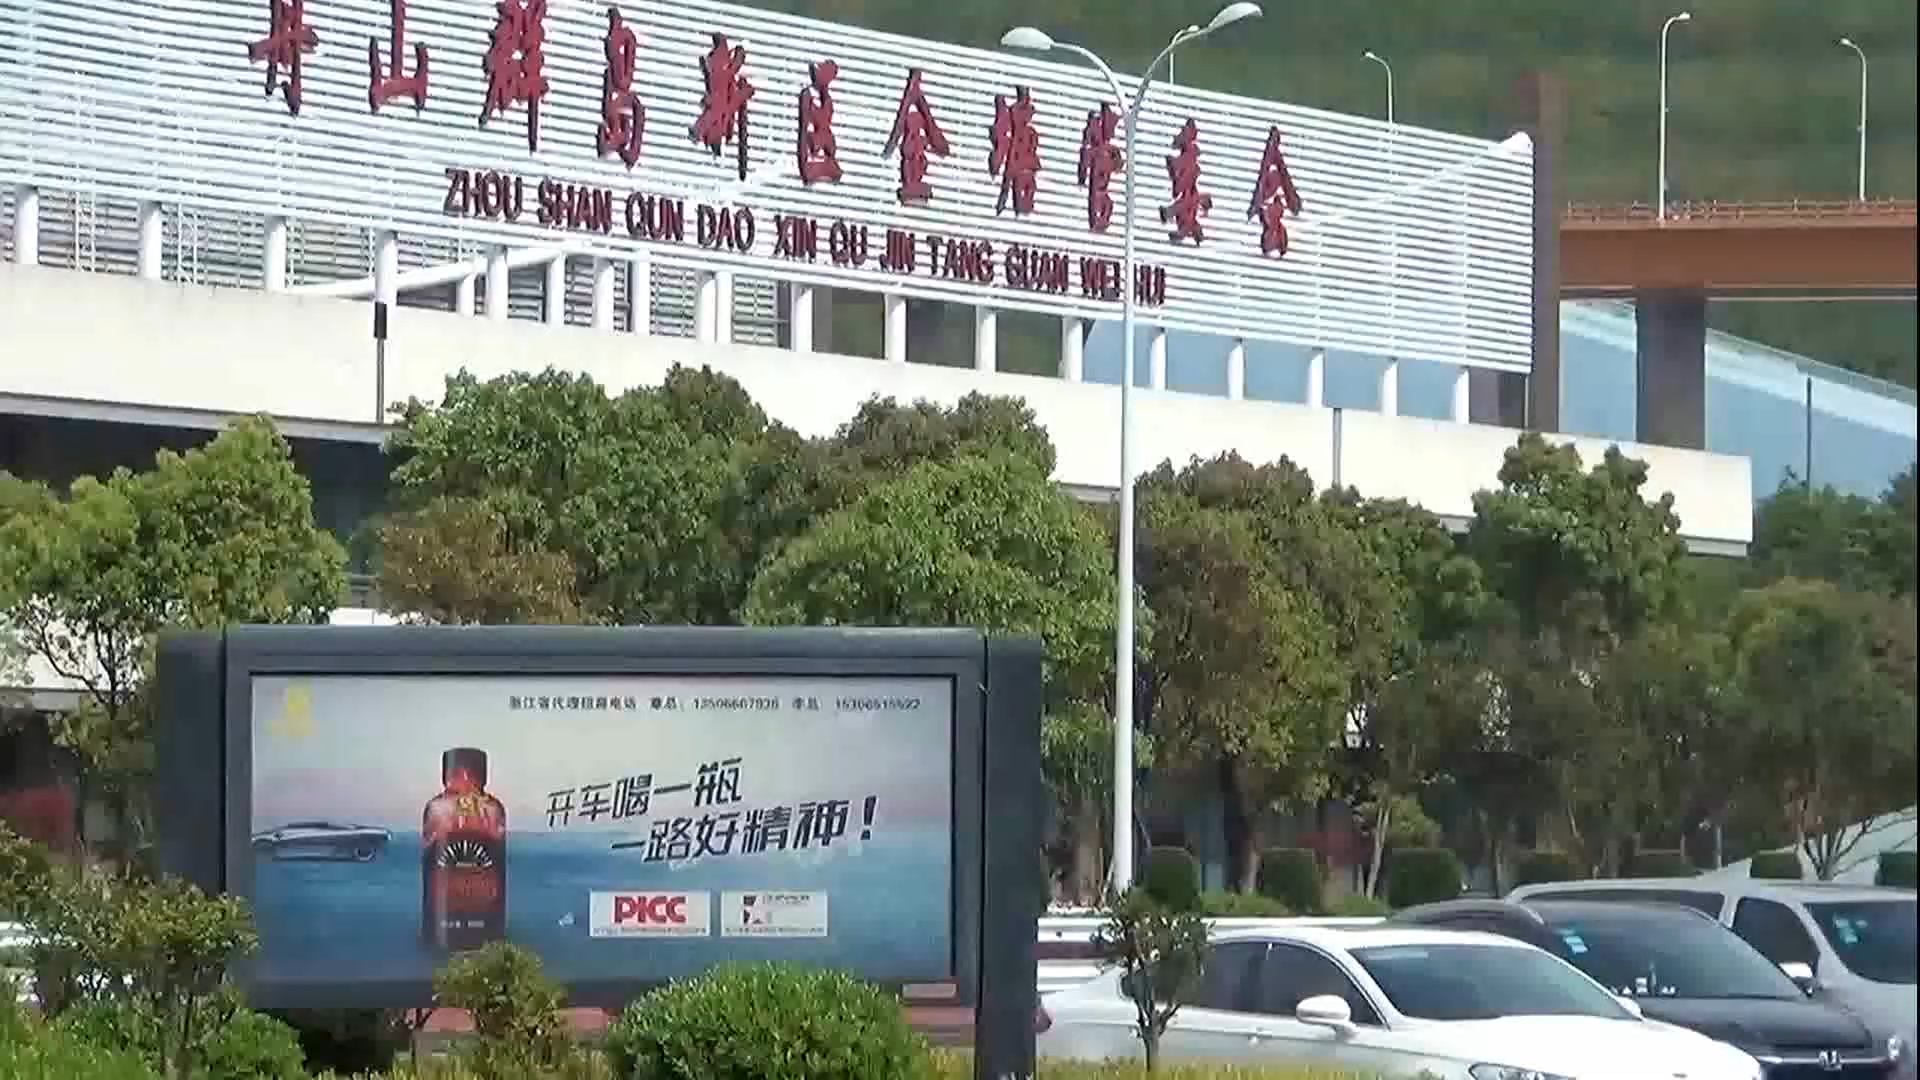 舟山群岛新区金塘管委会
ZHOU SHAN QUN DAO XIN QU JIN TANG GUAN WEI HUI
浙江省代理招商电话
开车喝一瓶
一路好精神！
PICC